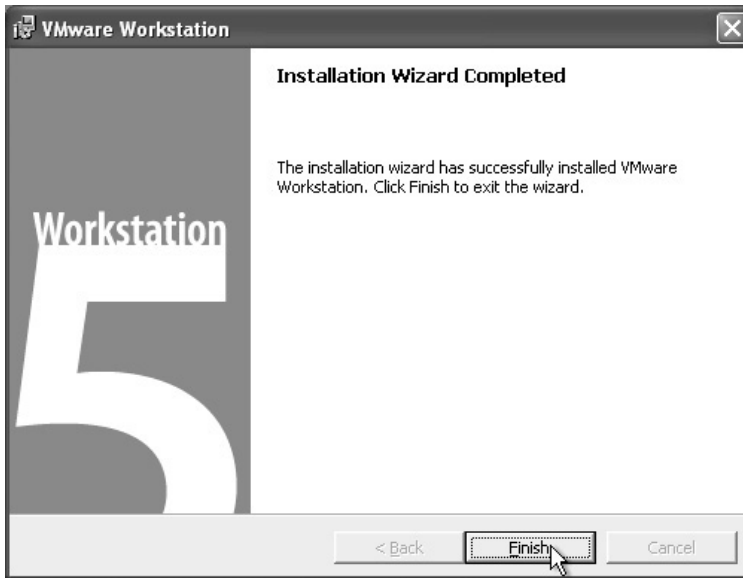 VMware Workstation
Installation Wizard Completed
The installation wizard has successfully installed VMware
Workstation. Click Finish to exit the wizard.
Workstation
5
< Back
Finish
Cancel